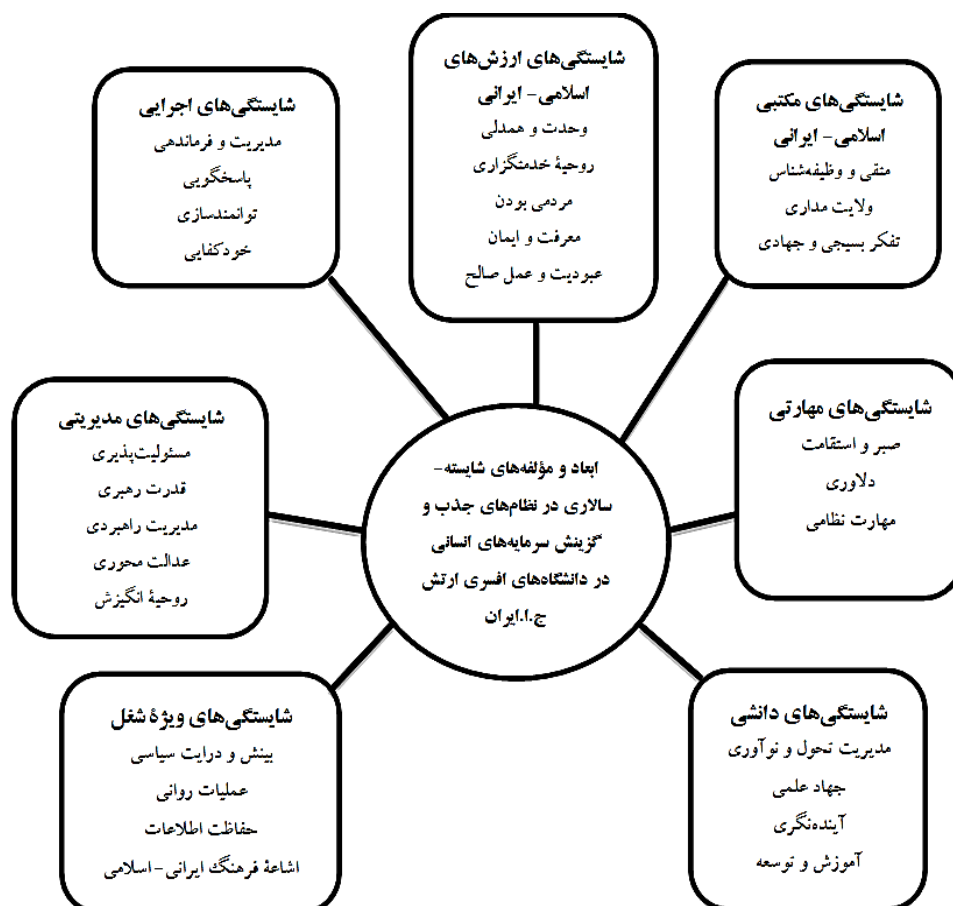 شایستگی‌های ارزش‌های
اسلامی- ایرانی
وحدت و همدلی
روحیهٔ خدمتگزاری
مردمی بودن
معرفت و ایمان
عبودیت و عمل صالح
شایستگی‌های مکتبی
اسلامی- ایرانی
متقی و وظیفه‌شناس
ولایت مداری
تفکر بسیجی و جهادی
شایستگی‌های مهارتی
صبر و استقامت
دلاوری
مهارت نظامی
شایستگی‌های دانشی
مدیریت تحول و نوآوری
جهاد علمی
آینده‌نگری
آموزش و توسعه
شایستگی‌های ویژهٔ شغل
بینش و درایت سیاسی
عملیات روانی
حفاظت اطلاعات
اشاعهٔ فرهنگ ایرانی-اسلامی
شایستگی‌های مدیریتی
مسئولیت‌پذیری
قدرت رهبری
مدیریت راهبردی
عدالت محوری
روحیهٔ انگیزش
شایستگی‌های اجرایی
مدیریت و فرماندهی
پاسخگویی
توانمندسازی
خودکفایی
ابعاد و مؤلفه‌های شایسته-
سالاری در نظام‌های جذب و
گزینش سرمایه‌های انسانی
در دانشگاه‌های افسری ارتش
ج.ا.ایران